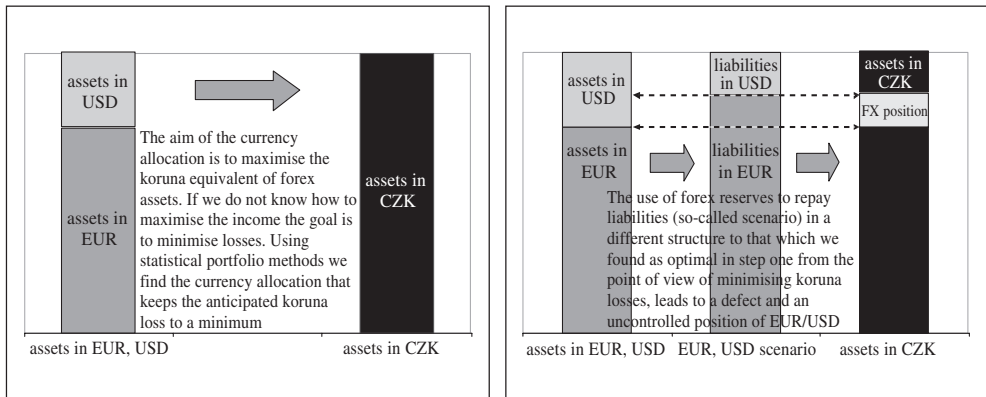 assets in
USD
The aim of the currency
allocation is to maximise the
koruna equivalent of forex
assets. If we do not know how to
maximise the income the goal is
to minimise losses. Using
statistical portfolio methods we
find the currency allocation that
keeps the anticipated koruna
loss to a minimum
assets in
EUR
assets in
CZK
assets in EUR, USD
assets in CZK
assets in
USD
liabilities
in USD
assets in
CZK
FX position
assets in
EUR
liabilities
in EUR
The use of forex reserves to repay
liabilities (so-called scenario) in a
different structure to that which we
found as optimal in step one from the
point of view of minimising koruna
losses, leads to a defect and an
uncontrolled position of EUR/USD
assets in EUR, USD
EUR, USD scenario
assets in CZK